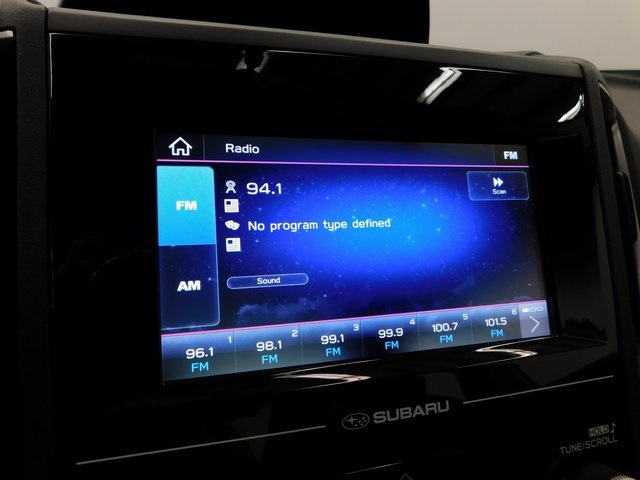 Radio
FM
FM
94.1
Scan
No program type defined
AM
Sound
1 2 3 4 5 6
96.1 98.1 99.1 99.9 100.7 101.5
FM FM FM FM FM FM
SUBARU
HOLD
TUNE/SCROLL